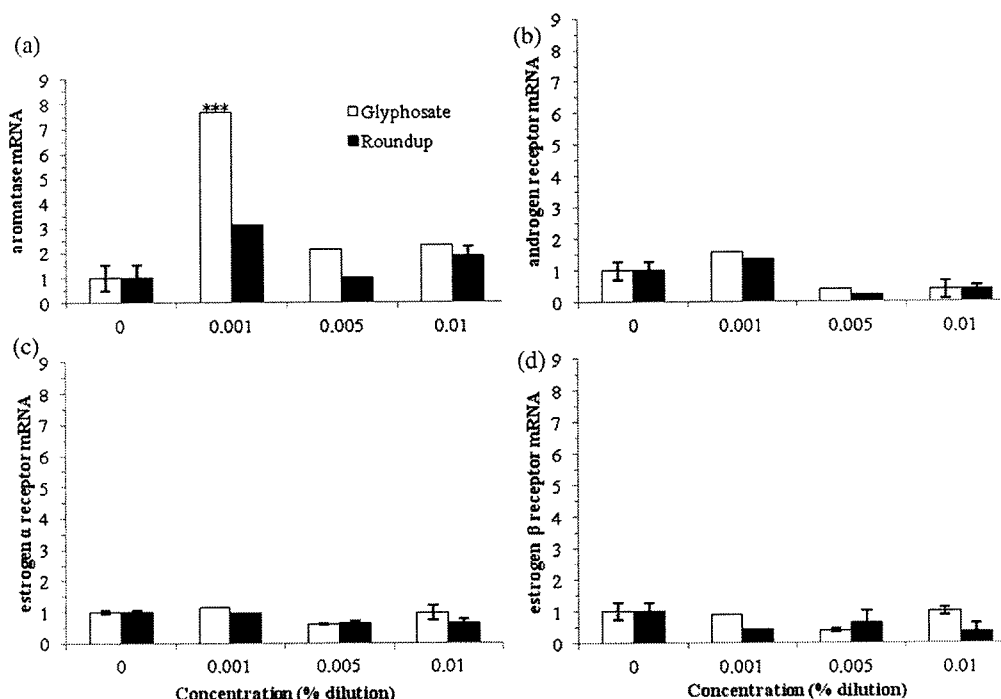 (a)
aromatase mRNA
9
8
7
6
5
4
3
2
1
0
***
Glyphosate
Roundup
0 0.001 0.005 0.01
(b)
androgen receptor mRNA
9
8
7
6
5
4
3
2
1
0
0 0.001 0.005 0.01
(c)
estrogen α receptor mRNA
9
8
7
6
5
4
3
2
1
0
0 0.001 0.005 0.01
Concentration (% dilution)
(d)
estrogen β receptor mRNA
9
8
7
6
5
4
3
2
1
0
0 0.001 0.005 0.01
Concentration (% dilution)